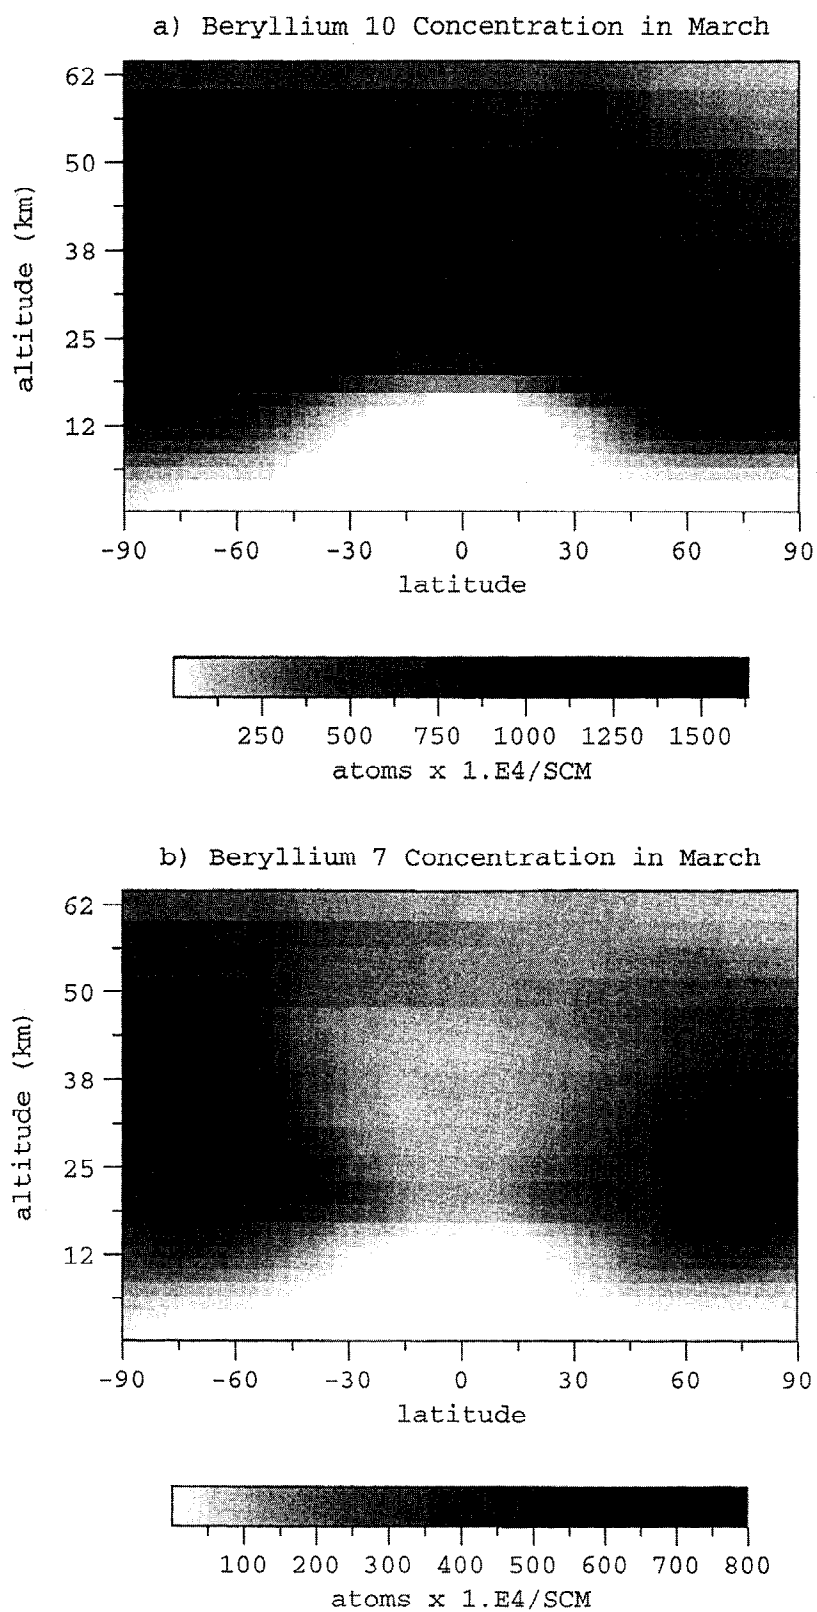 a) Beryllium 10 Concentration in March
62
50
38
25
12
altitude (km)
-90 -60 -30 0 30 60 90
latitude
250 500 750 1000 1250 1500
atoms x 1.E4/SCM
b) Beryllium 7 Concentration in March
62
50
38
25
12
altitude (km)
-90 -60 -30 0 30 60 90
latitude
100 200 300 400 500 600 700 800
atoms x 1.E4/SCM